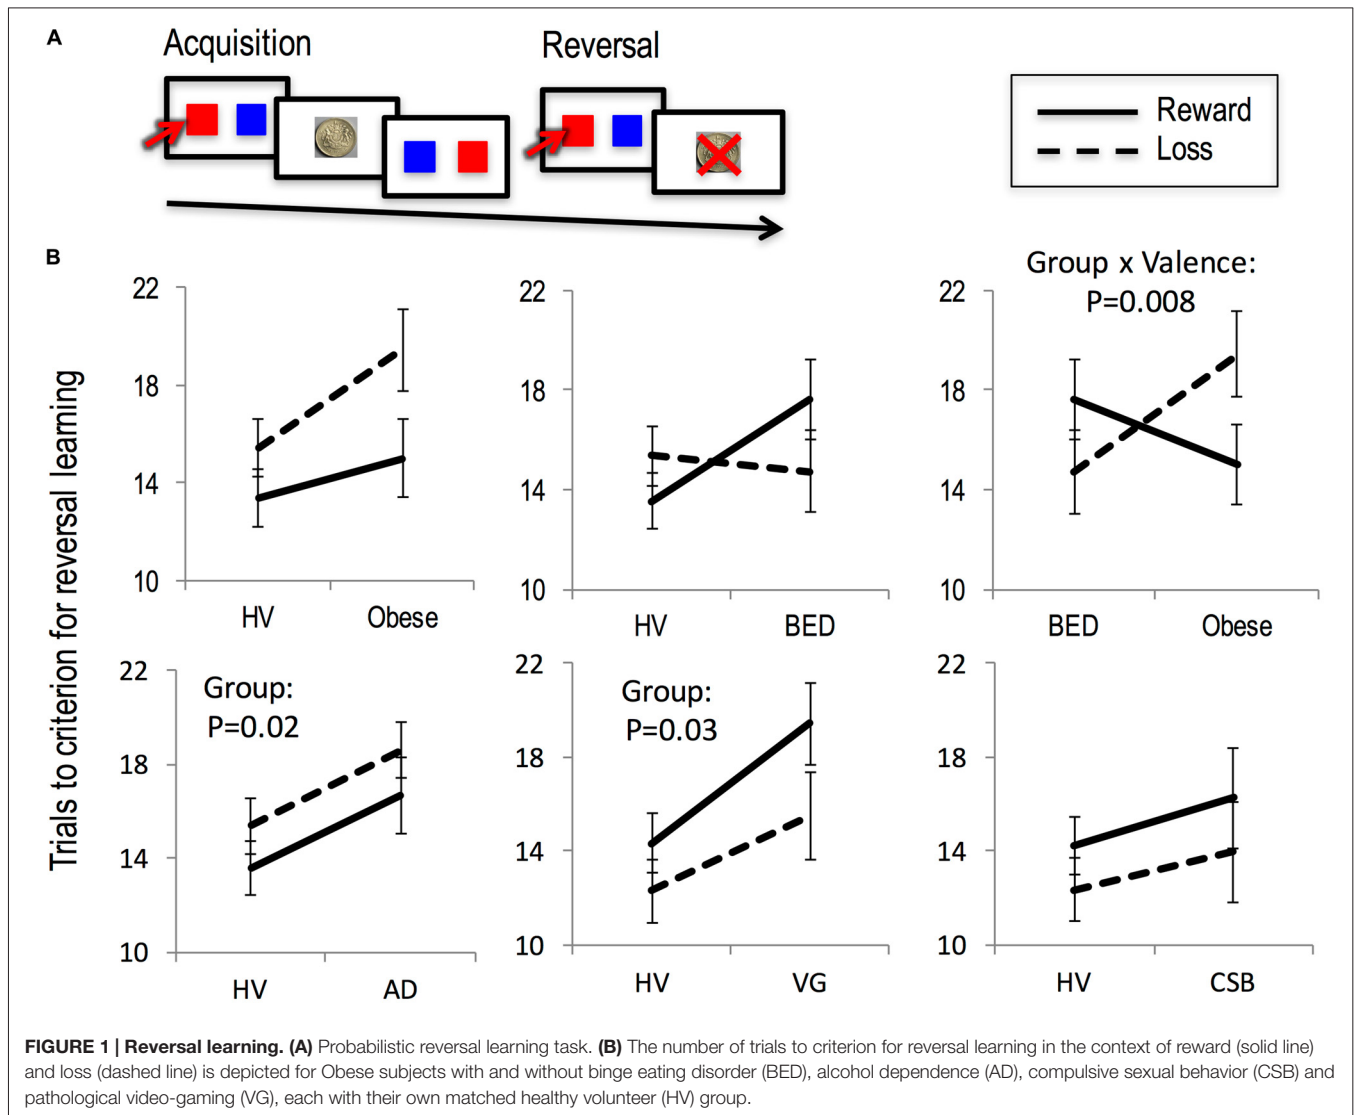 A
Acquisition
Reversal
Reward
Loss
B
Trials to criterion for reversal learning
22
18
14
10
HV
Obese
22
18
14
10
HV
BED
Group x Valence:
P=0.008
22
18
14
10
BED
Obese
Group:
P=0.02
22
18
14
10
HV
AD
Group:
P=0.03
22
18
14
10
HV
VG
22
18
14
10
HV
CSB
FIGURE 1 | Reversal learning. (A) Probabilistic reversal learning task. (B) The number of trials to criterion for reversal learning in the context of reward (solid line)
and loss (dashed line) is depicted for Obese subjects with and without binge eating disorder (BED), alcohol dependence (AD), compulsive sexual behavior (CSB) and
pathological video-gaming (VG), each with their own matched healthy volunteer (HV) group.